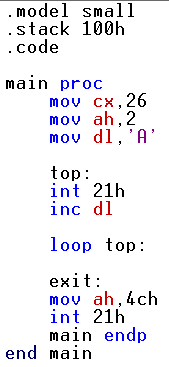 .model small
.stack 100h
.code
main proc
mov cx,26
mov ah,2
mov dl,'A'
top:
int 21h
inc dl
loop top:
exit:
mov ah,4ch
int 21h
main endp
end main